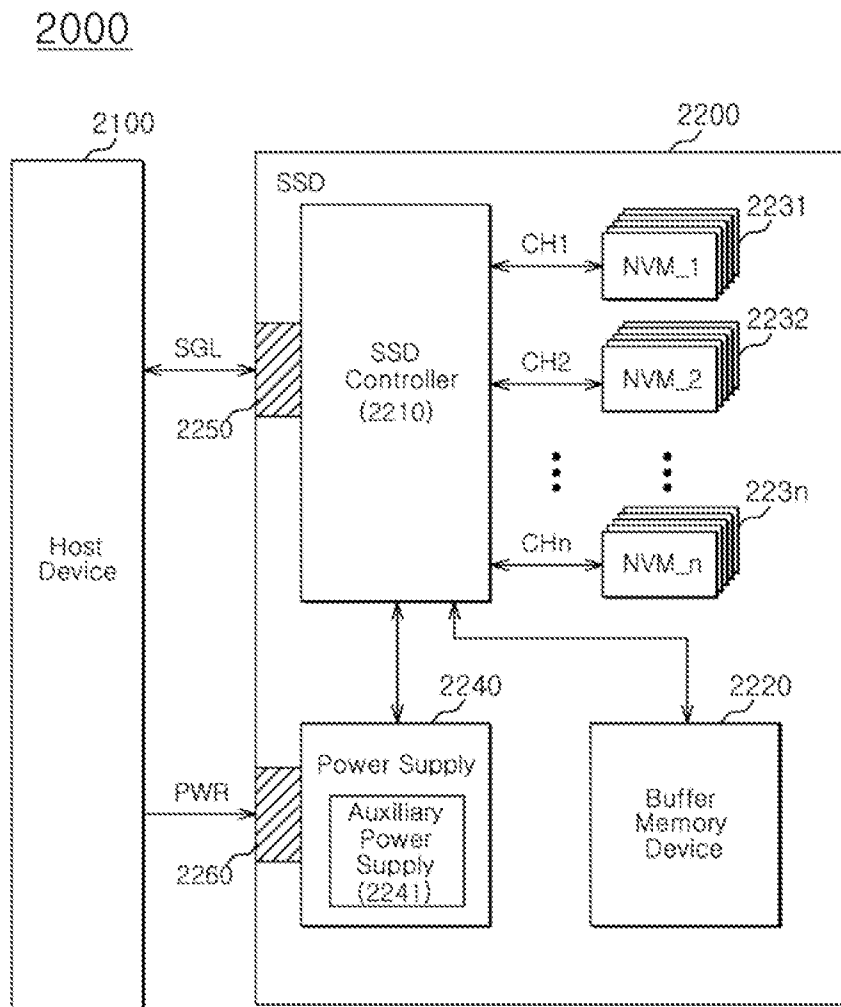 2000
2100
2200
SSD
2231
CH1
NVM_1
2232
SGL
SSD
Controller
(2210)
CH2
NVM_2
2250
223n
Host
Device
CHn
NVM_n
2240
2220
Power Supply
PWR
Auxiliary
Power
Supply
(2241)
Buffer
Memory
Device
2260